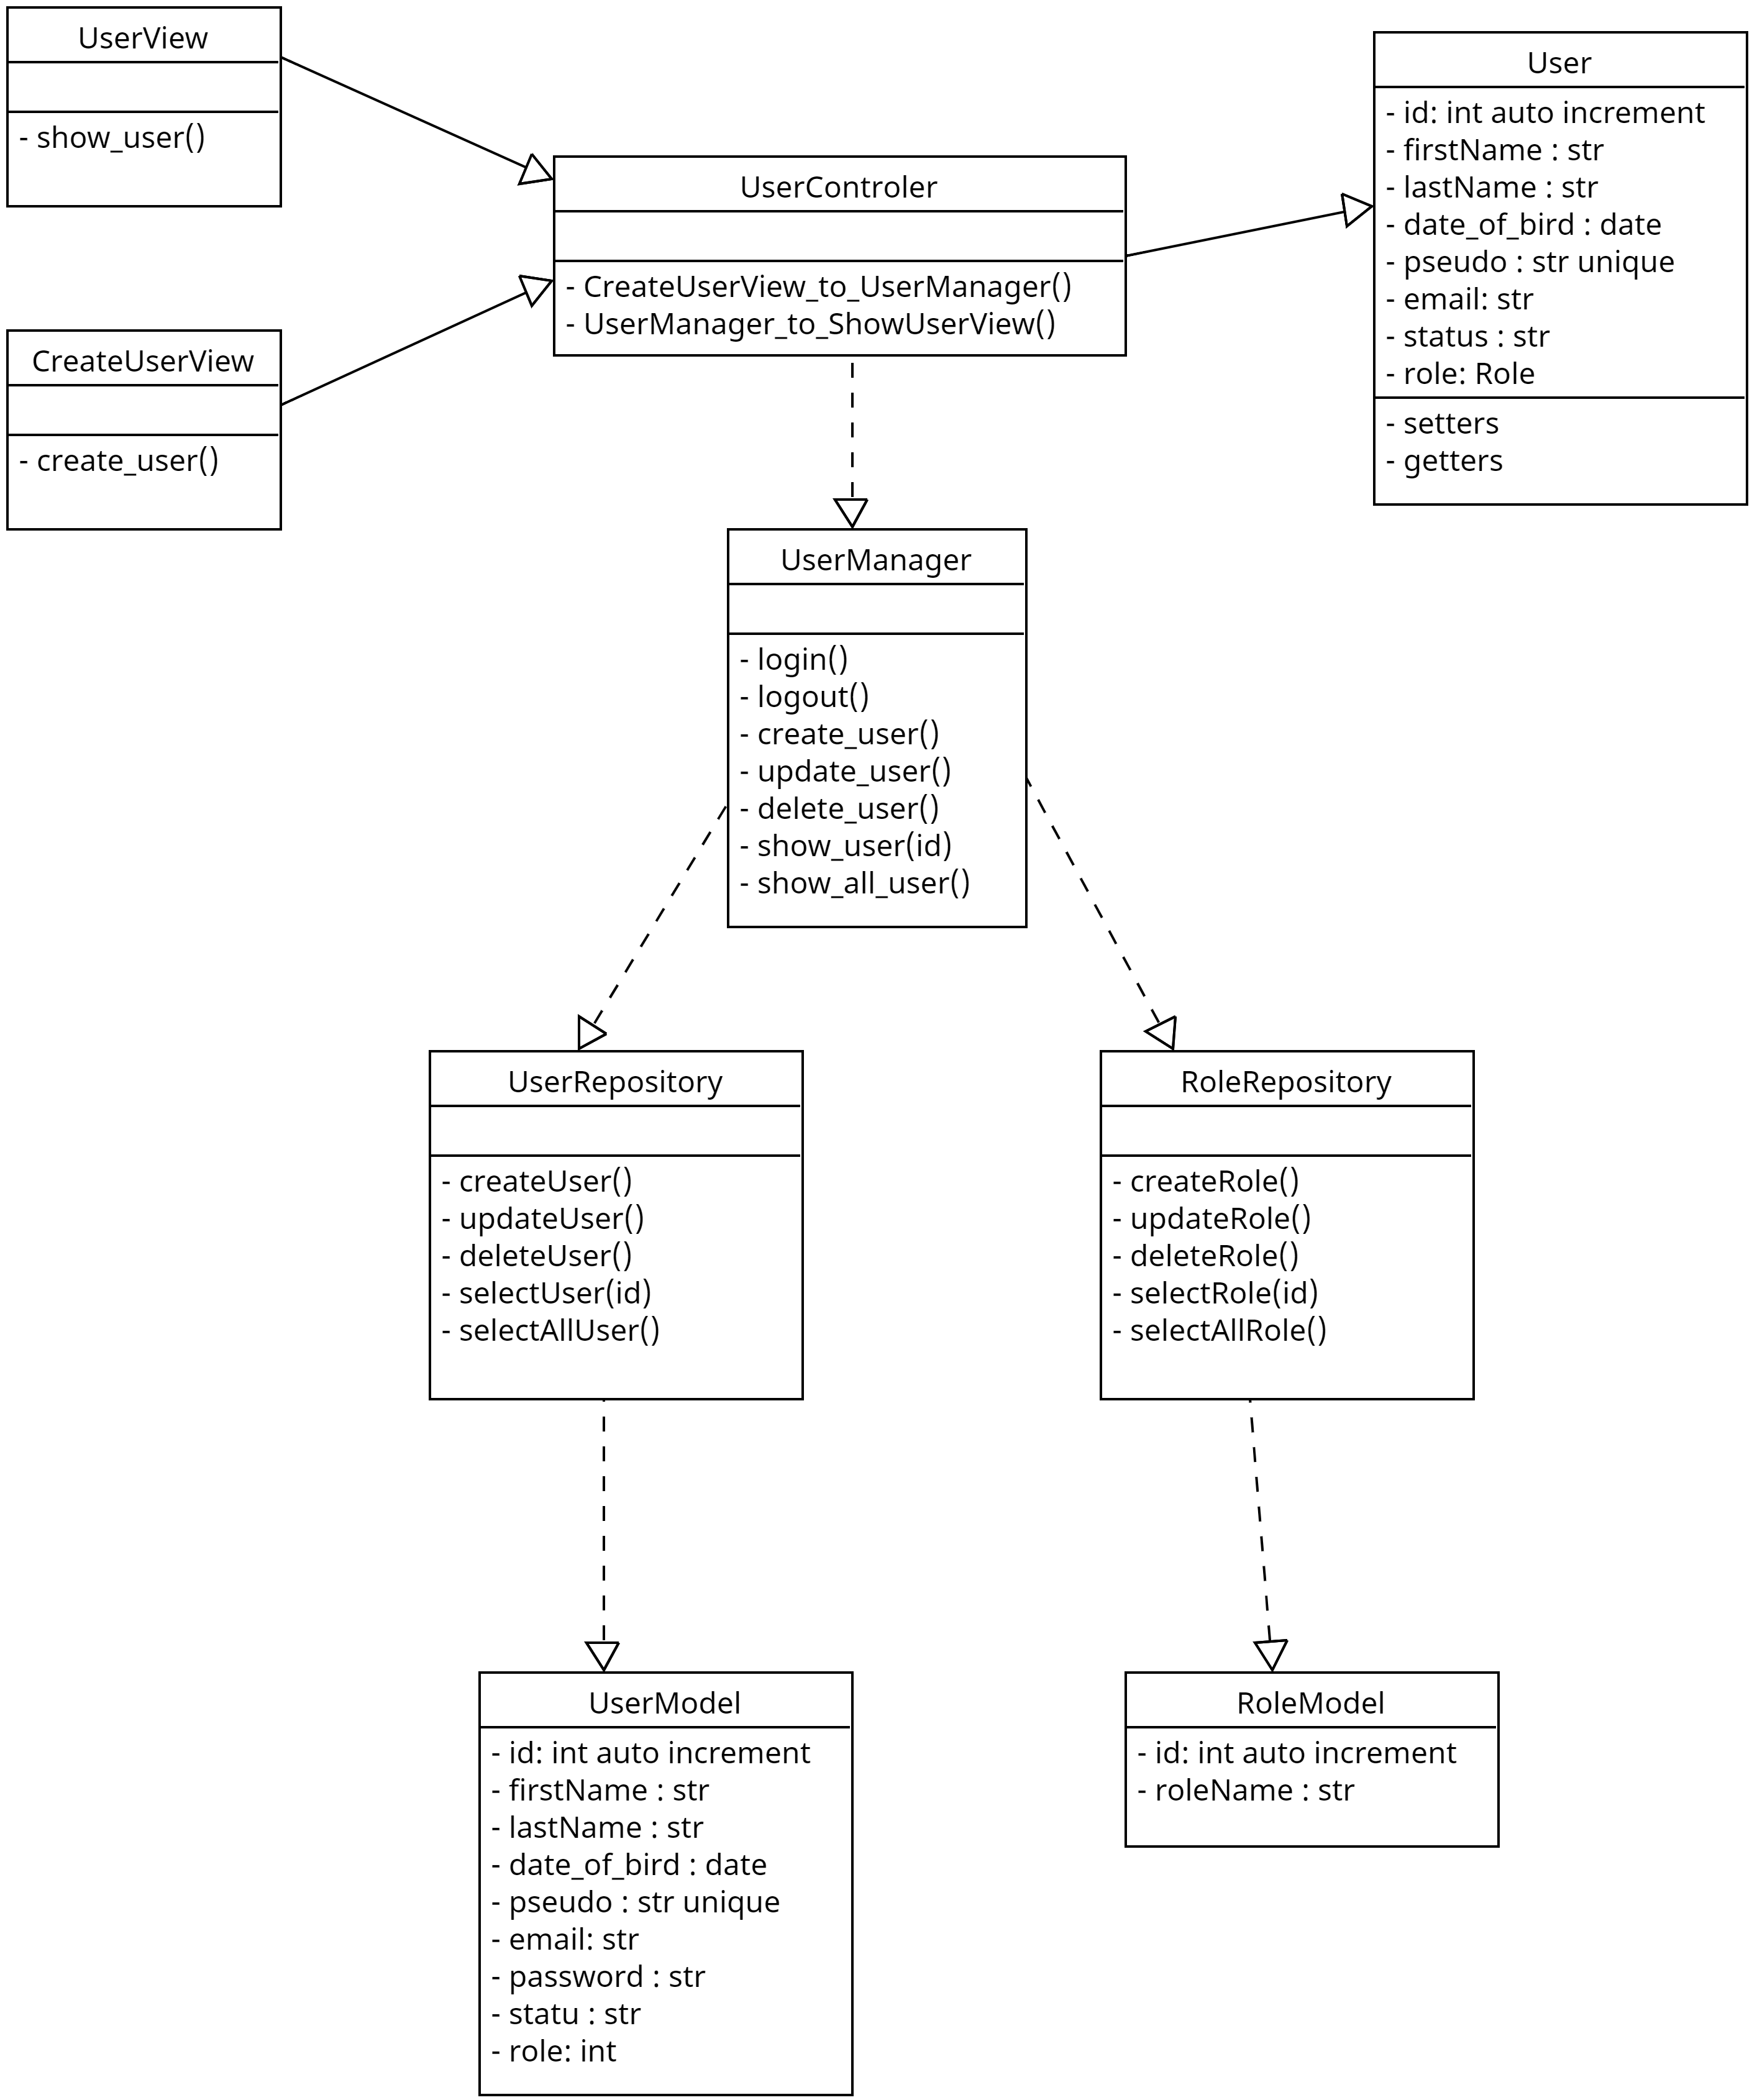 UserView
- show_user()
CreateUserView
- create_user()
UserControler
- CreateUserView_to_UserManager()
- UserManager_to_ShowUserView()
User
- id: int auto increment
- firstName : str
- lastName : str
- date_of_bird : date
- pseudo : str unique
- email: str
- status : str
- role: Role
- setters
- getters
UserManager
- login()
- logout()
- create_user()
- update_user()
- delete_user()
- show_user(id)
- show_all_user()
UserRepository
- createUser()
- updateUser()
- deleteUser()
- selectUser(id)
- selectAllUser()
RoleRepository
- createRole()
- updateRole()
- deleteRole()
- selectRole(id)
- selectAllRole()
UserModel
- id: int auto increment
- firstName : str
- lastName : str
- date_of_bird : date
- pseudo : str unique
- email: str
- password : str
- statu : str
- role: int
RoleModel
- id: int auto increment
- roleName : str